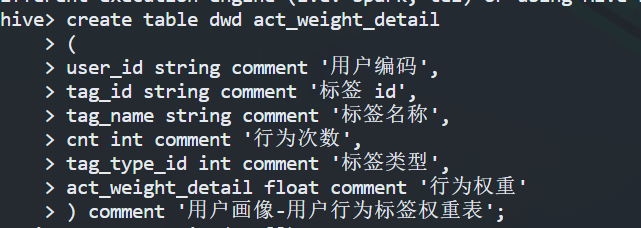 hive> create table dwd act_weight_detail
    > (
    > user_id string comment '用户编码',
    > tag_id string comment '标签 id',
    > tag_name string comment '标签名称',
    > cnt int comment '行为次数',
    > tag_type_id int comment '标签类型',
    > act_weight_detail float comment '行为权重'
    > ) comment '用户画像-用户行为标签权重表';